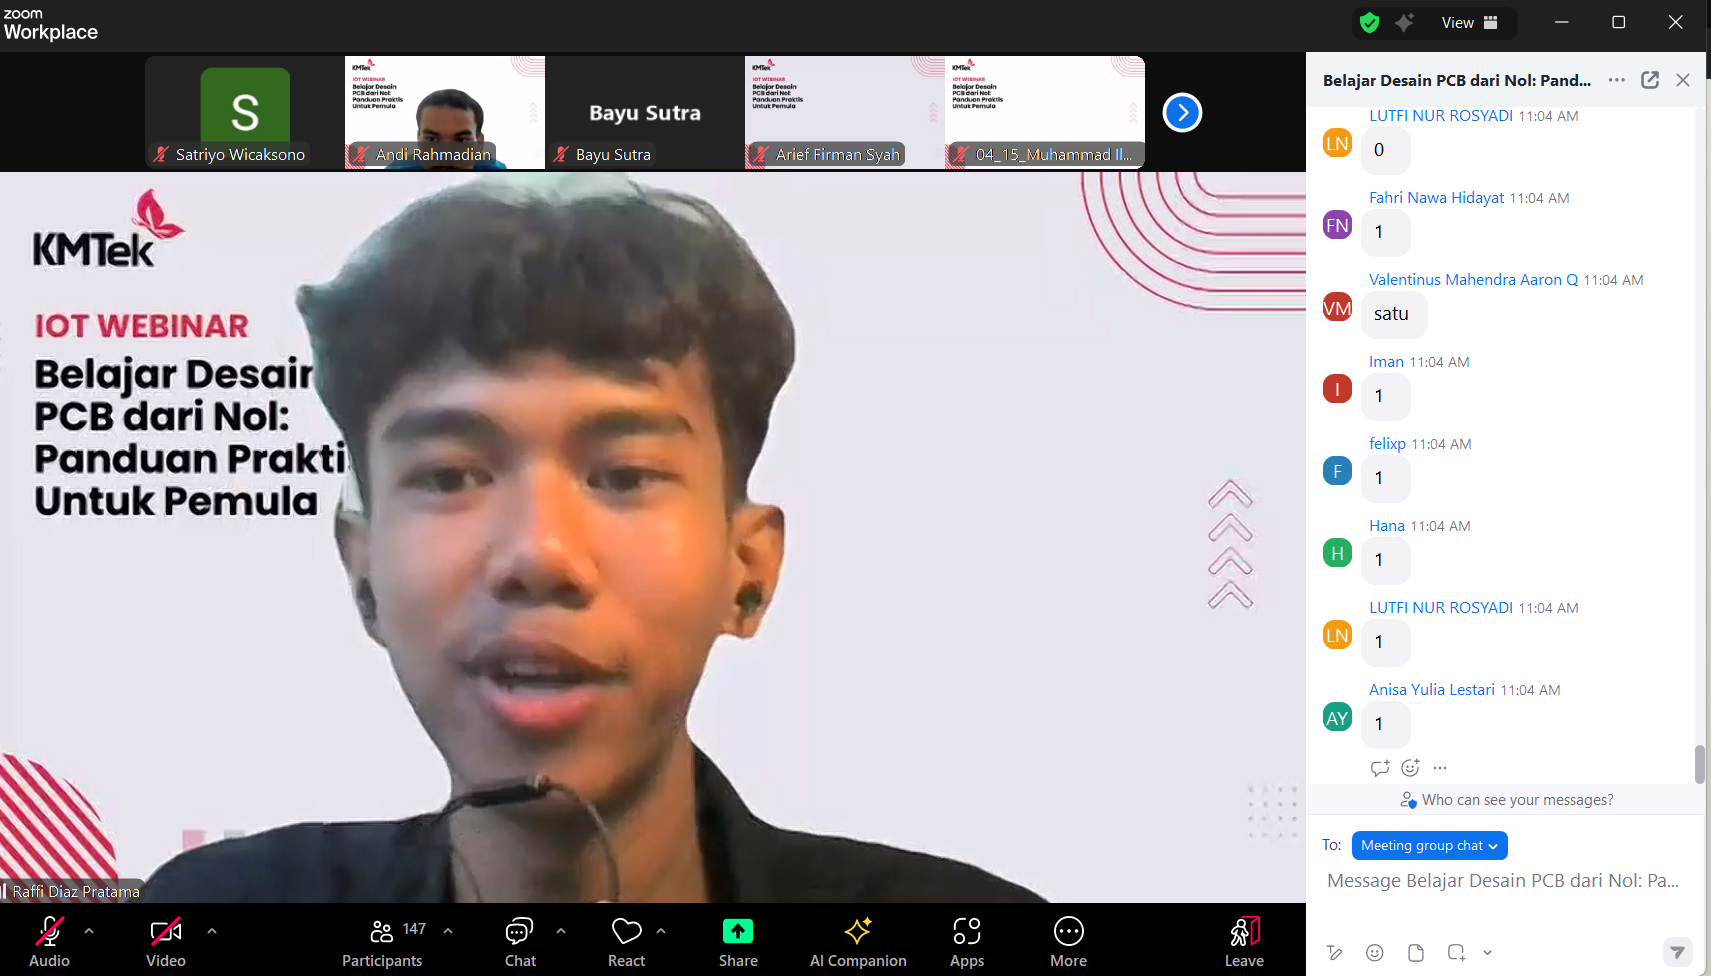 zoom
Workplace
View
KMTek
IOT WEBINAR
Belajar Desain
PCB dari Nol:
Panduan Praktis
Untuk Pemula
KMTek
IOT WEBINAR
Belajar Desain
PCB dari Nol:
Panduan Praktis
Untuk Pemula
KMTek
IOT WEBINAR
Belajar Desain
PCB dari Nol:
Panduan Praktis
Untuk Pemula
S
Bayu Sutra
Satriyo Wicaksono
Andi Rahmadian
Bayu Sutra
Arief Firman Syah
04_15_Muhammad Il...
KMTek
IOT WEBINAR
Belajar Desain
PCB dari Nol:
Panduan Prakti
Untuk Pemula
Raffi Diaz Pratama
Audio
Video
147
Participants
Chat
React
Share
AI Companion
Apps
More
Leave
Belajar Desain PCB dari Nol: Pand...
LUTFI NUR ROSYADI 11:04 AM
LN
0
Fahri Nawa Hidayat 11:04 AM
FN
1
Valentinus Mahendra Aaron Q 11:04 AM
VM
satu
Iman 11:04 AM
I
1
felixp 11:04 AM
F
1
Hana 11:04 AM
H
1
LUTFI NUR ROSYADI 11:04 AM
LN
1
Anisa Yulia Lestari 11:04 AM
AY
1
Who can see your messages?
To: Meeting group chat
Message Belajar Desain PCB dari Nol: Pa...